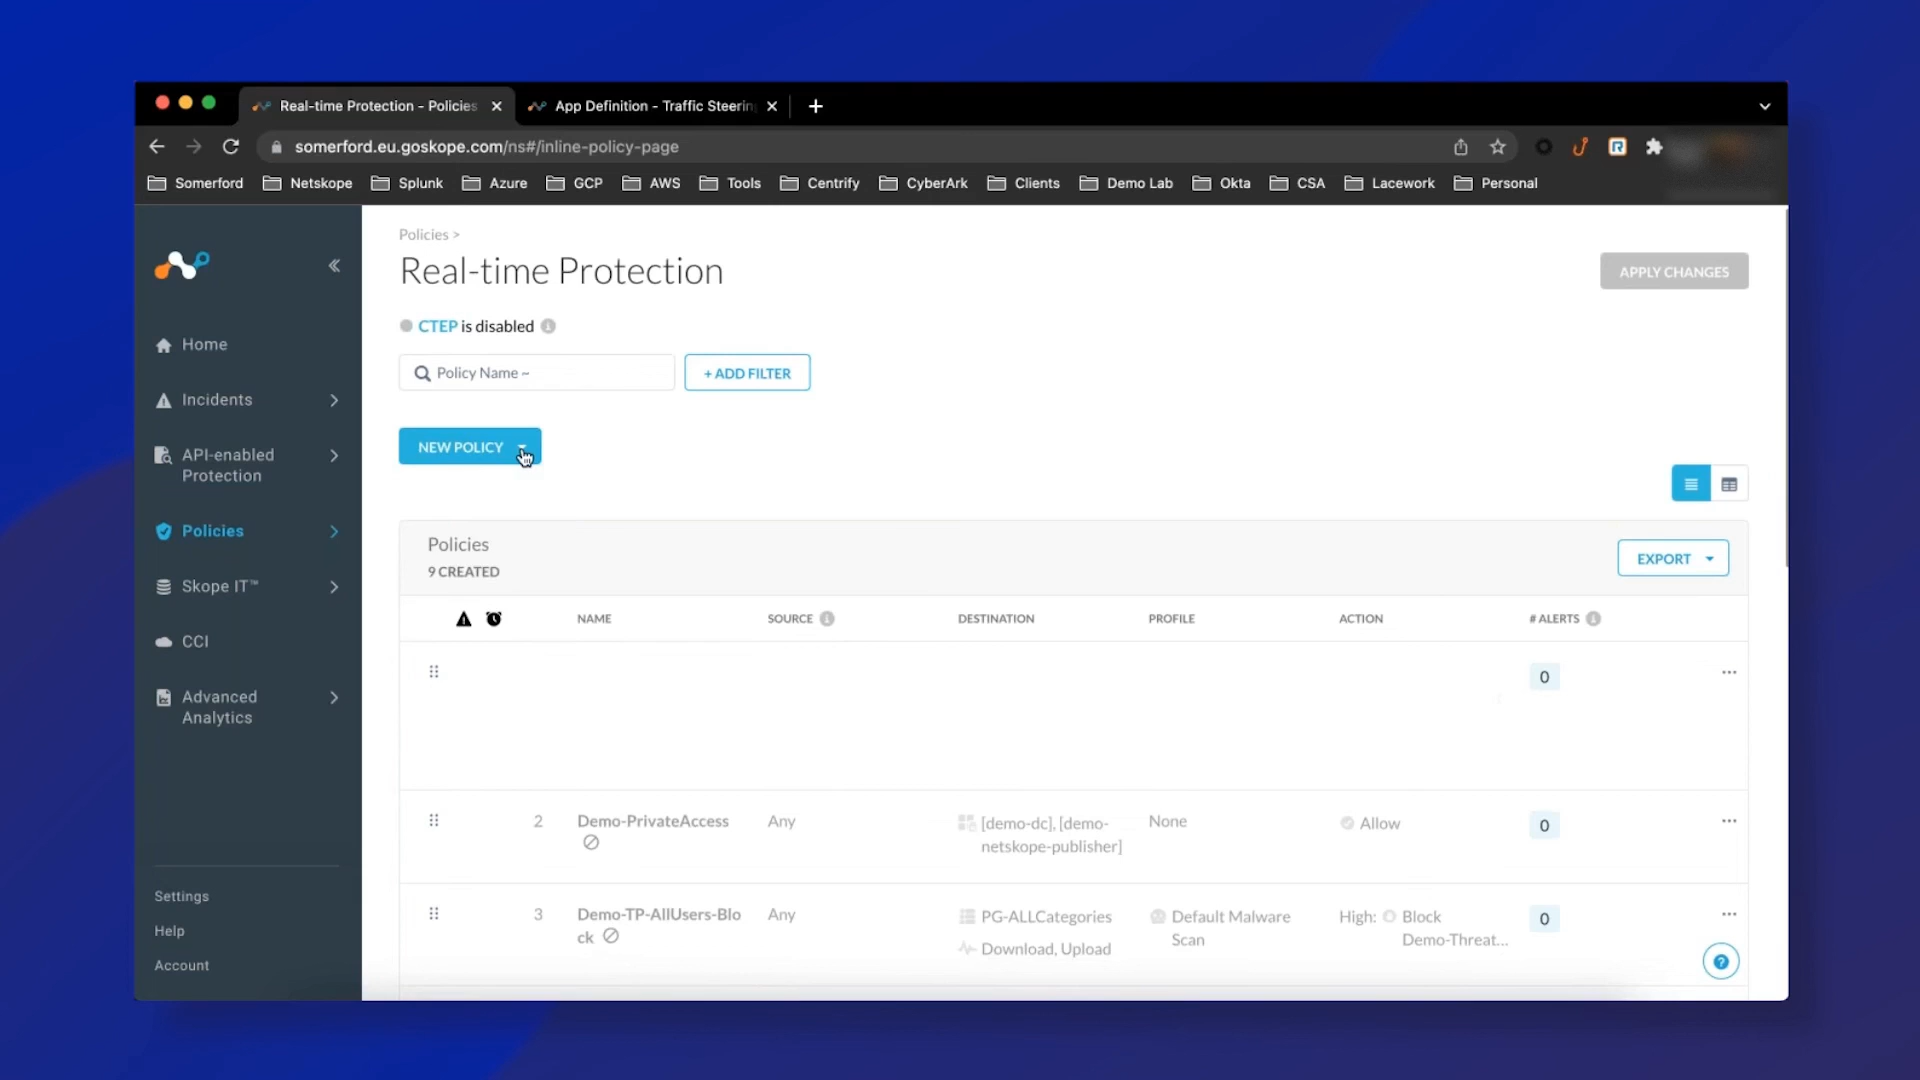 Real-time Protection - Policies
App Definition - Traffic Steerin
somerford.eu.goskope.com/ns#/inline-policy-page
Somerford Netskope Splunk Azure GCP AWS Tools Centrify CyberArk Clients Demo Lab Okta CSA Lacework Personal
Home
Incidents
API-enabled
Protection
Policies
Skope IT™
CCI
Advanced
Analytics
Settings
Help
Account
Policies >
Real-time Protection
APPLY CHANGES
CTEP is disabled
Policy Name ~
+ ADD FILTER
NEW POLICY
Policies
9 CREATED
EXPORT
NAME SOURCE DESTINATION PROFILE ACTION # ALERTS
0
2 Demo-PrivateAccess Any [demo-dc], [demo-
netskope-publisher] None Allow 0
3 Demo-TP-AllUsers-Blo
ck Any PG-ALLCategories
Download, Upload Default Malware
Scan High: Block
Demo-Threat... 0